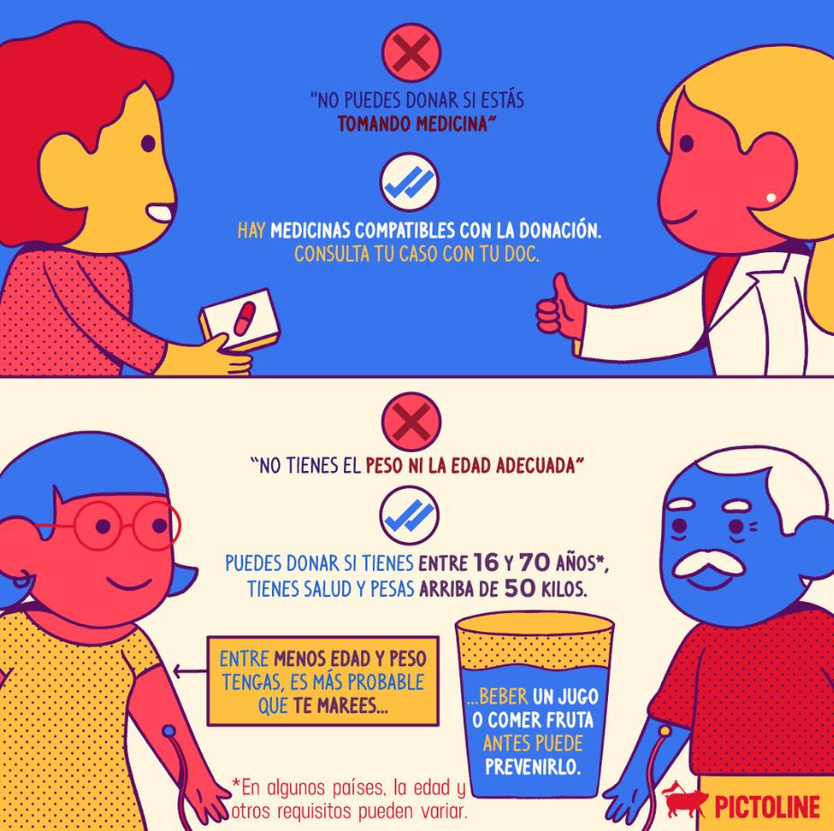 "NO PUEDES DONAR SI ESTÁS
TOMANDO MEDICINA"
HAY MEDICINAS COMPATIBLES CON LA DONACIÓN.
CONSULTA TU CASO CON TU DOC.
"NO TIENES EL PESO NI LA EDAD ADECUADA"
PUEDES DONAR SI TIENES ENTRE 16 Y 70 AÑOS*,
TIENES SALUD Y PESAS ARRIBA DE 50 KILOS.
ENTRE MENOS EDAD Y PESO
TENGAS, ES MÁS PROBABLE
QUE TE MAREES...
...BEBER UN JUGO
O COMER FRUTA
ANTES PUEDE
PREVENIRLO.
*En algunos países, la edad y
otros requisitos pueden variar.
PICTOLINE